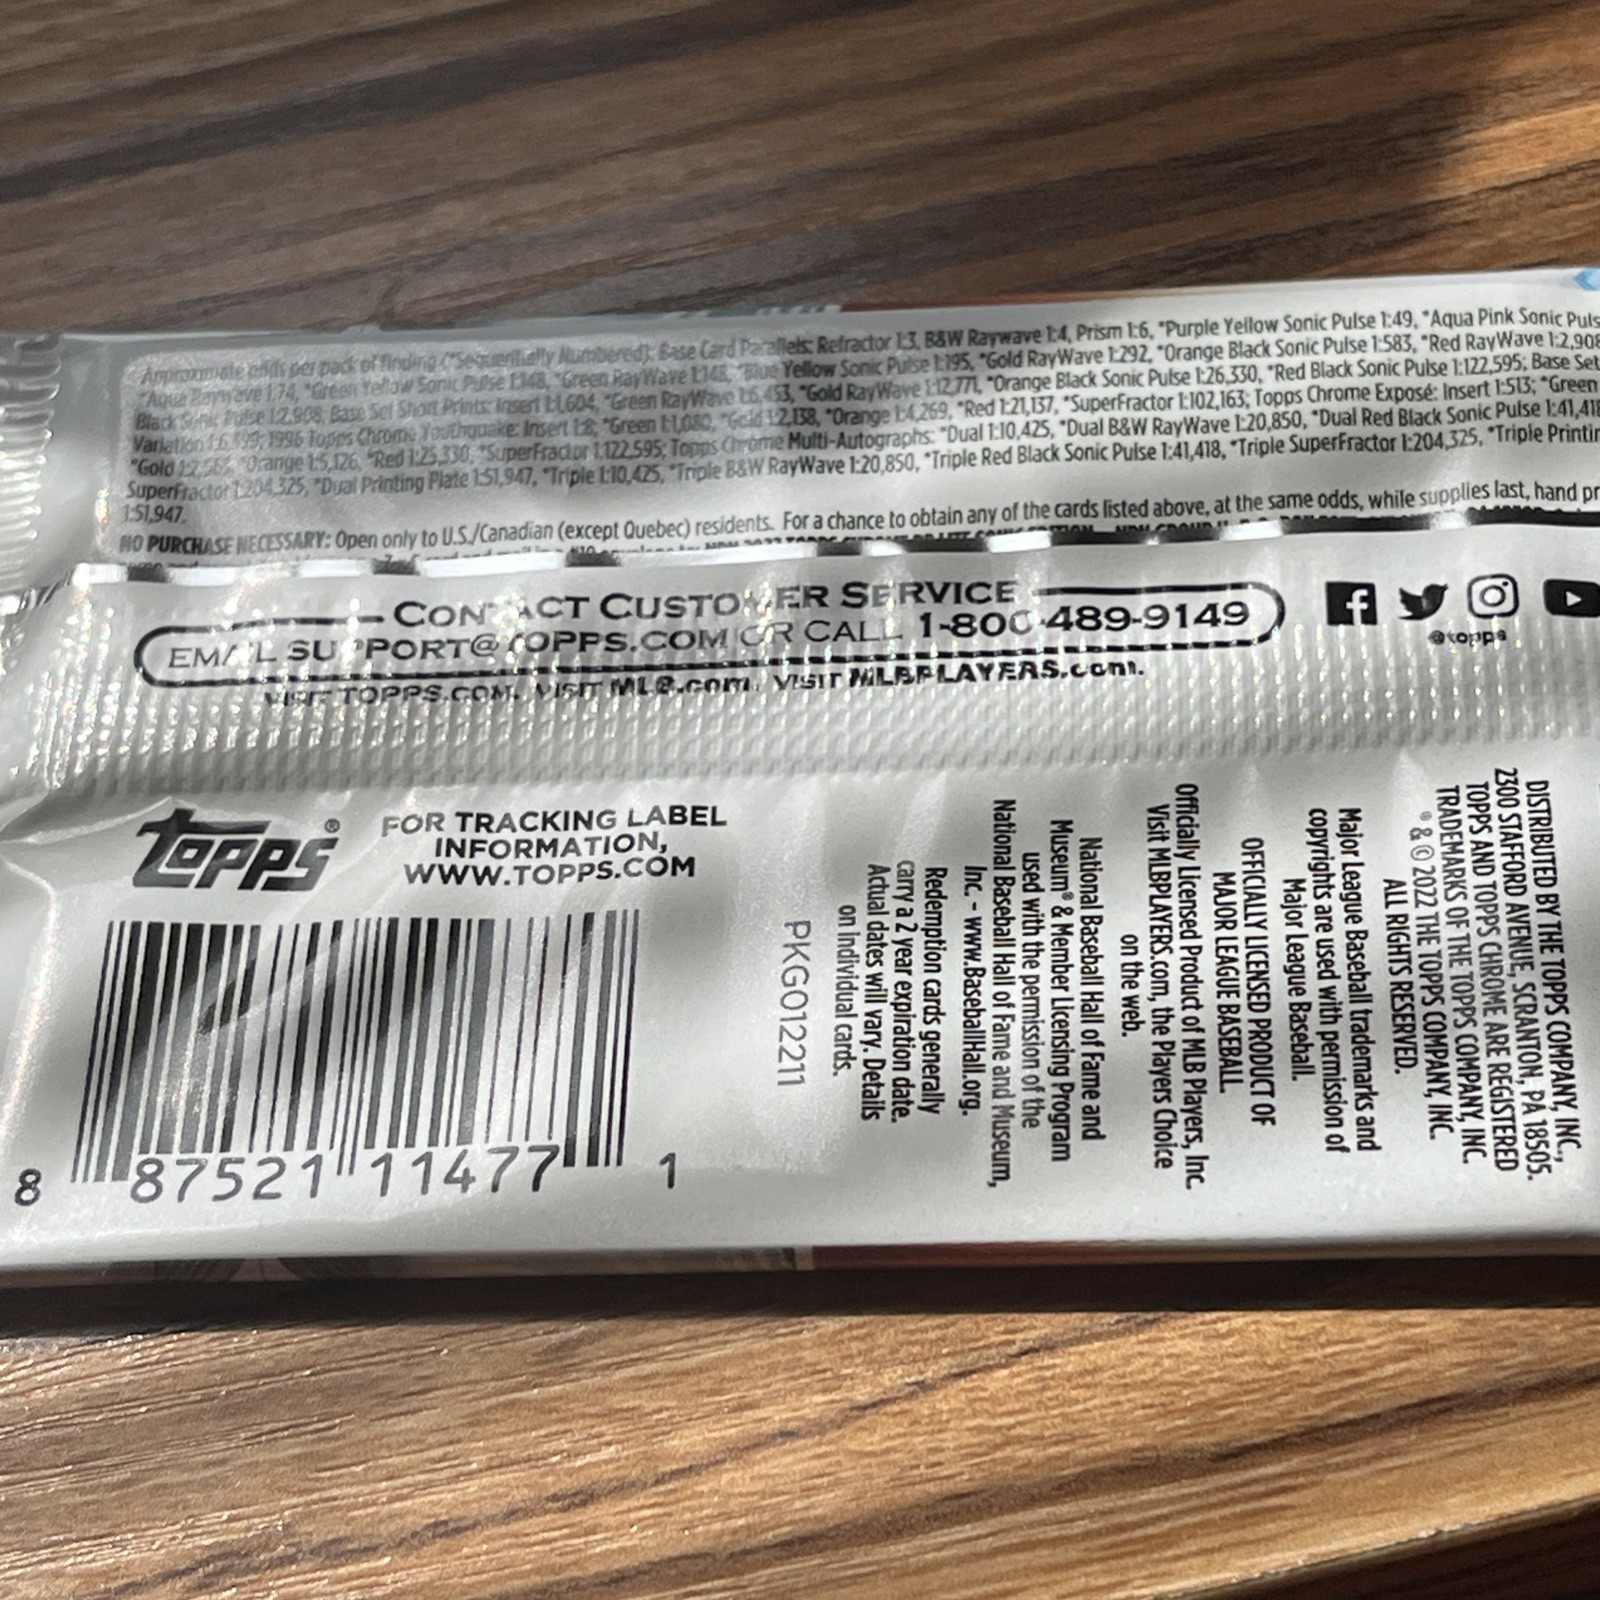 Approximate odds per pack of finding (*Sequentially Numbered): Base Card Parallels: Refractor 1:3, B&W Raywave 1:4, Prism 1:6, *Purple Yellow Sonic Pulse 1:49, *Aqua Pink Sonic Puls
*Aqua Raywave 1:74, *Green Yellow Sonic Pulse 1:148, *Green RayWave 1:148, *Blue Yellow Sonic Pulse 1:195, *Gold RayWave 1:292, *Orange Black Sonic Pulse 1:583, *Red RayWave 1:2,908
Black Sonic Pulse 1:2,908; Base Set Short Prints: Insert 1:1,604, *Green RayWave 1:6,453, *Gold RayWave 1:12,771, *Orange Black Sonic Pulse 1:26,330, *Red Black Sonic Pulse 1:122,595; Base Set
Variation 1:6,199; 1996 Topps Chrome Youthquake: Insert 1:8; *Green 1:1,080, *Gold 1:2,138, *Orange 1:4,269, *Red 1:21,137, *SuperFractor 1:102,163; Topps Chrome Exposé: Insert 1:513; *Green
*Gold *Orange 1:5,126, *Red 1:25,330, *SuperFractor 1:122,595; Topps Chrome Multi-Autographs: *Dual 1:10,425, *Dual B&W RayWave 1:20,850, *Dual Red Black Sonic Pulse 1:41,418
SuperFractor 1:204,325, *Dual Printing Plate 1:51,947, *Triple 1:10,425, *Triple B&W RayWave 1:20,850, *Triple Red Black Sonic Pulse 1:41,418, *Triple SuperFractor 1:204,325, *Triple Printin
1:51,947.
NO PURCHASE NECESSARY: Open only to U.S./Canadian (except Quebec) residents. For a chance to obtain any of the cards listed above, at the same odds, while supplies last, hand pr
CONTACT CUSTOMER SERVICE
EMAIL SUPPORT@TOPPS.COM OR CALL 1-800-489-9149
@topps
VISIT TOPPS.COM. VISIT MLB.com. VISIT MLBPLAYERS.com.
TOPPS®
FOR TRACKING LABEL
INFORMATION,
WWW.TOPPS.COM
8 87521 11477 1
PKG012211
DISTRIBUTED BY THE TOPPS COMPANY, INC.,
2300 STAFFORD AVENUE, SCRANTON, PA 18505.
TOPPS AND TOPPS CHROME ARE REGISTERED
TRADEMARKS OF THE TOPPS COMPANY, INC.
® & © 2022 THE TOPPS COMPANY, INC.
ALL RIGHTS RESERVED.
Major League Baseball trademarks and
copyrights are used with permission of
Major League Baseball.
OFFICIALLY LICENSED PRODUCT OF
MAJOR LEAGUE BASEBALL.
Officially Licensed Product of MLB Players, Inc.
Visit MLBPLAYERS.com, the Players Choice
on the web.
National Baseball Hall of Fame and
Museum® & Member Licensing Program
used with the permission of the
National Baseball Hall of Fame and Museum,
Inc. - www.BaseballHall.org.
Redemption cards generally
carry a 2 year expiration date.
Actual dates will vary. Details
on individual cards.